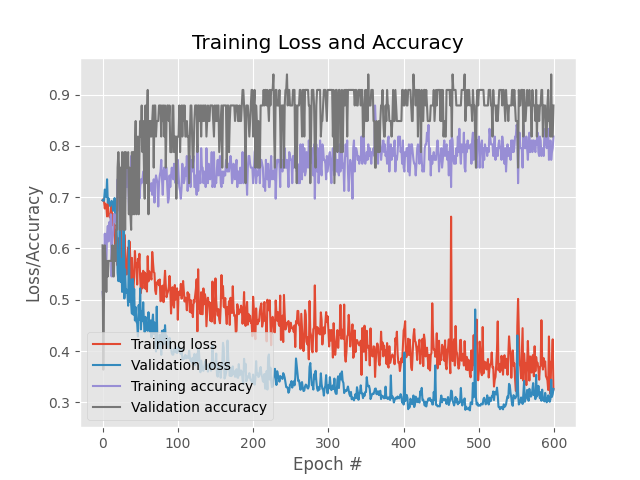 Training Loss and Accuracy
Loss/Accuracy
0.9
0.8
0.7
0.6
0.5
0.4
0.3
Training loss
Validation loss
Training accuracy
Validation accuracy
0 100 200 300 400 500 600
Epoch #